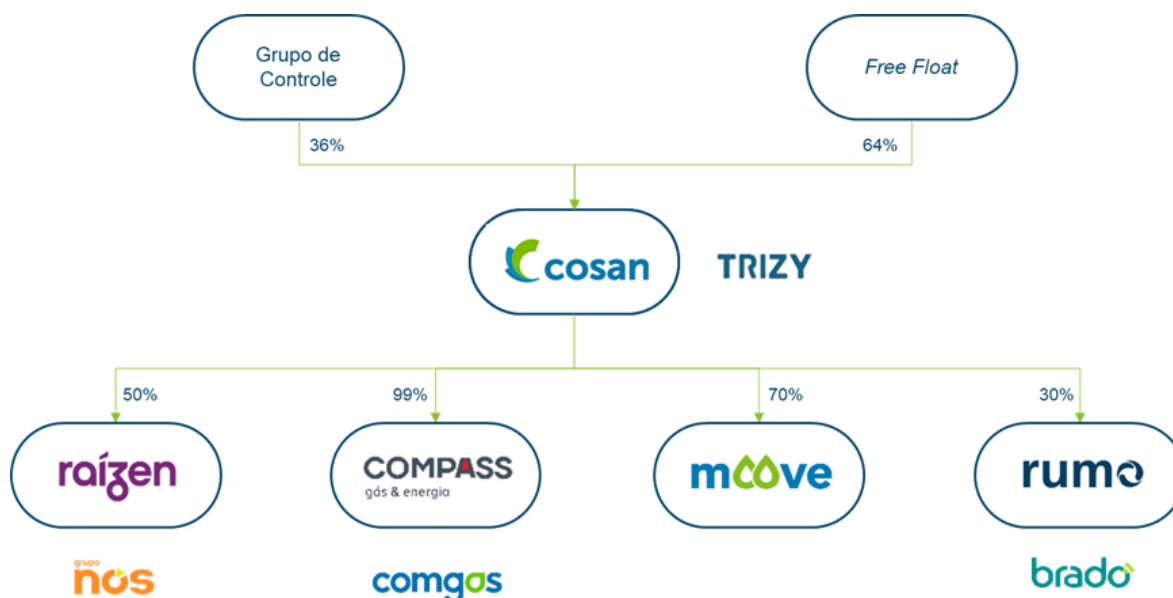 Grupo de
Controle
Free Float
36%
64%
cosan
TRIZY
50%
99%
70%
30%
raízen
COMPASS
gás & energia
moove
rumo
grupo
nós
comgas
brado